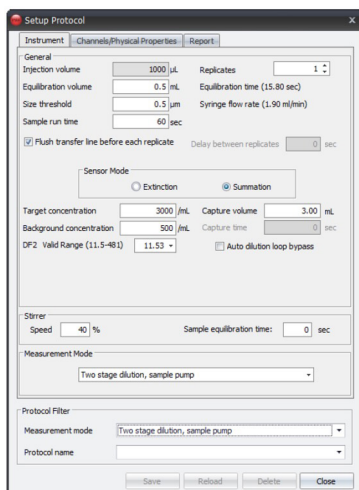 Setup Protocol x
Instrument Channels/Physical Properties Report
General
Injection volume 1000 µL Replicates 1
Equilibration volume 0.5 mL Equilibration time (15.80 sec)
Size threshold 0.5 µm Syringe flow rate (1.90 ml/min)
Sample run time 60 sec
Flush transfer line before each replicate Delay between replicates 0 sec
Sensor Mode
Extinction Summation
Target concentration 3000 /mL Capture volume 3.00 mL
Background concentration 500 /mL Capture time 0 sec
DF2 Valid Range (11.5-481) 11.53 Auto dilution loop bypass
Stirrer
Speed 40 % Sample equilibration time: 0 sec
Measurement Mode
Two stage dilution, sample pump
Protocol Filter
Measurement mode Two stage dilution, sample pump
Protocol name
Save Reload Delete Close